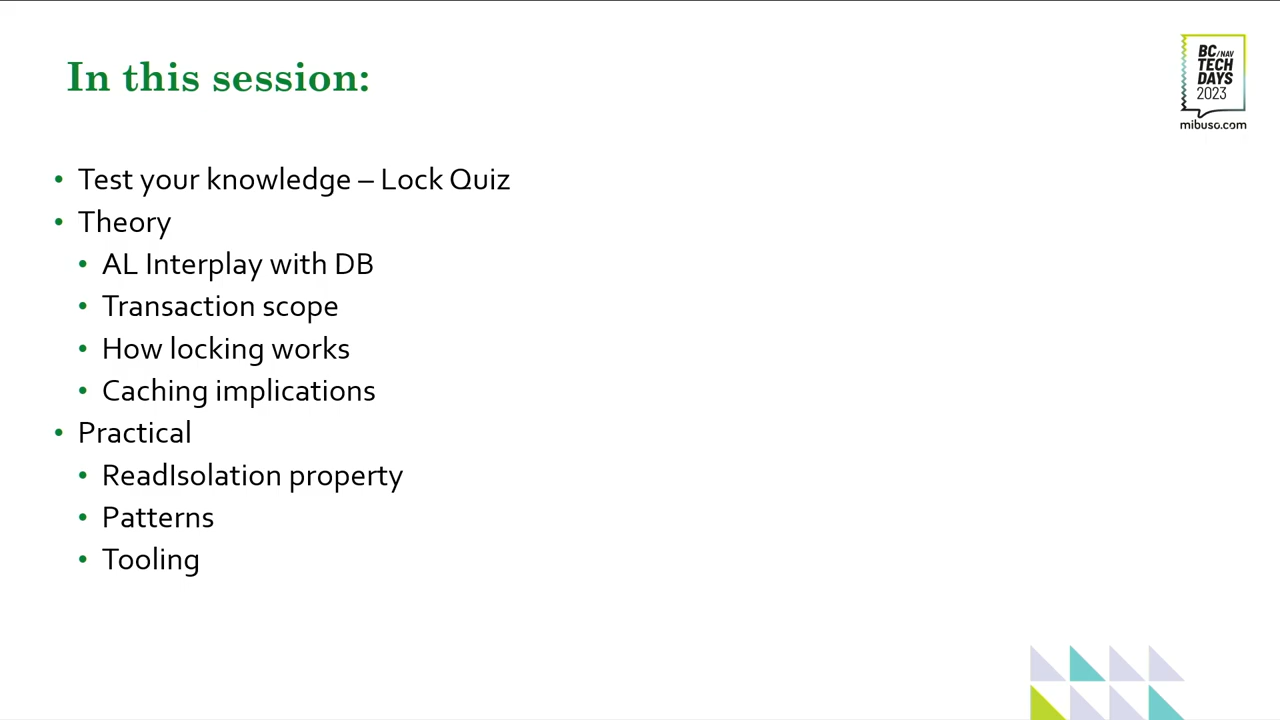 In this session:
BC/NAV
TECH
DAYS
2023
mibuso.com
• Test your knowledge – Lock Quiz
• Theory
• AL Interplay with DB
• Transaction scope
• How locking works
• Caching implications
• Practical
• ReadIsolation property
• Patterns
• Tooling